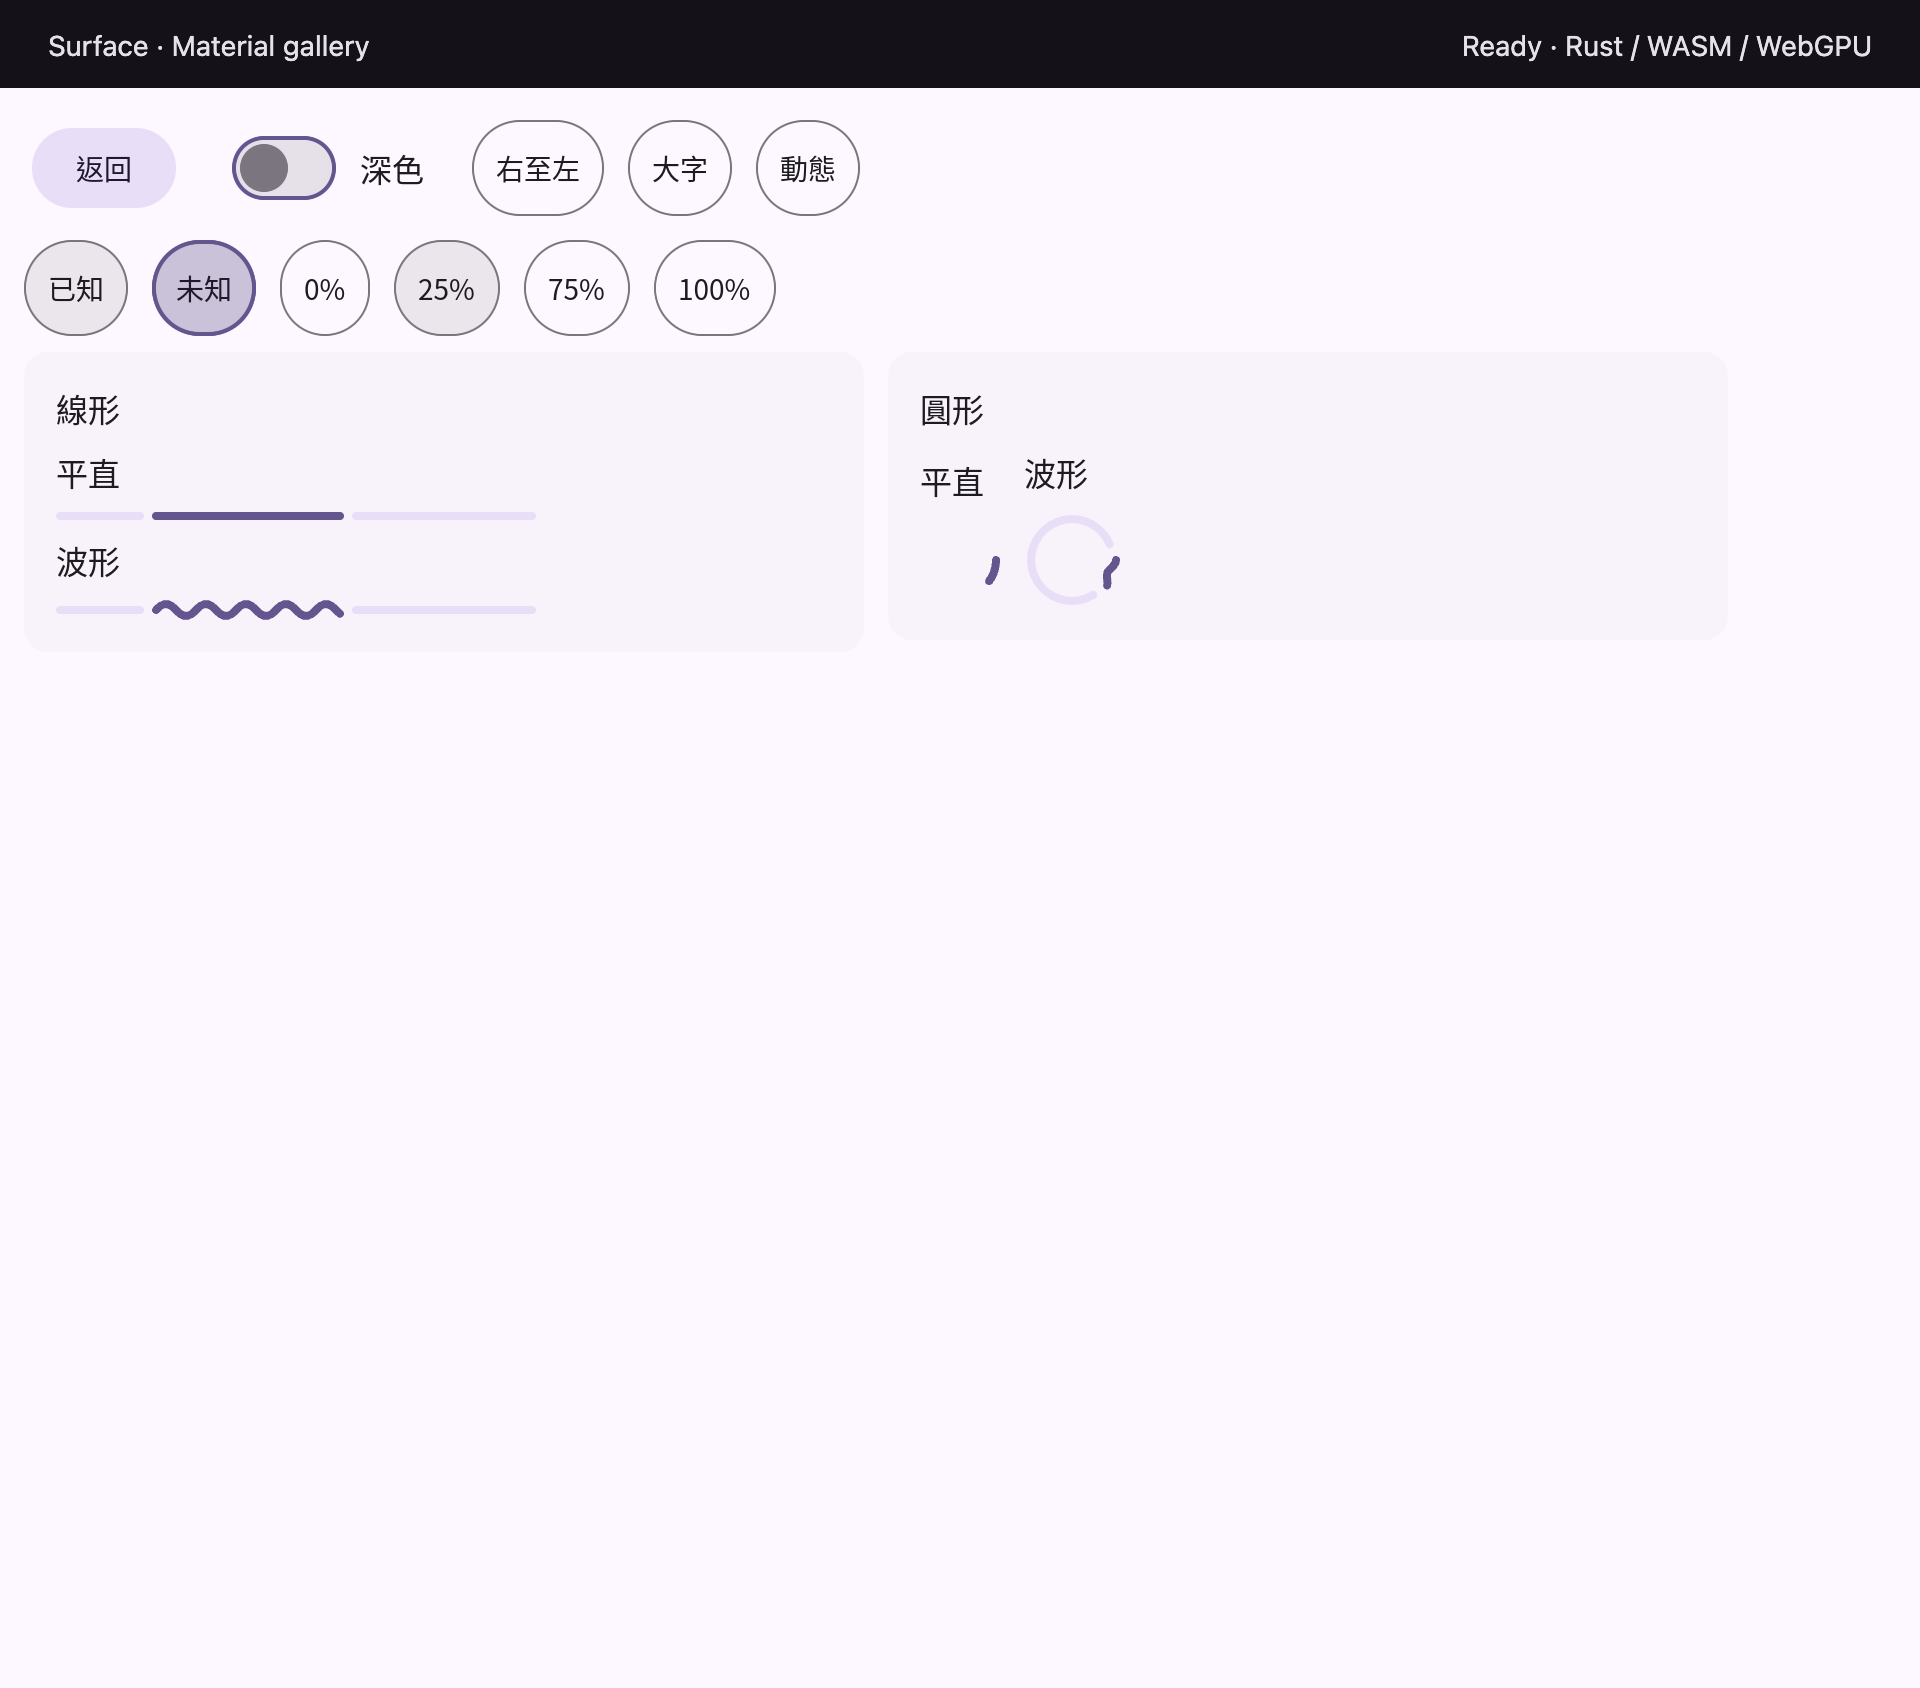 Surface · Material gallery
Ready · Rust / WASM / WebGPU
返回
深色
右至左
大字
動態
已知
未知
0%
25%
75%
100%
線形
平直
波形
圓形
平直
波形